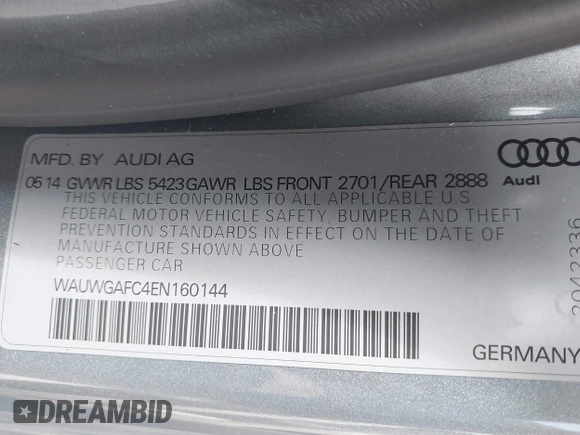 MFD. BY AUDI AG
05 14 GVWR LBS 5423 GAWR LBS FRONT 2701/REAR 2888
Audi
THIS VEHICLE CONFORMS TO ALL APPLICABLE U.S.
FEDERAL MOTOR VEHICLE SAFETY, BUMPER AND THEFT
PREVENTION STANDARDS IN EFFECT ON THE DATE OF
MANUFACTURE SHOWN ABOVE
PASSENGER CAR
WAUWGAFC4EN160144
GERMANY
DREAMBID